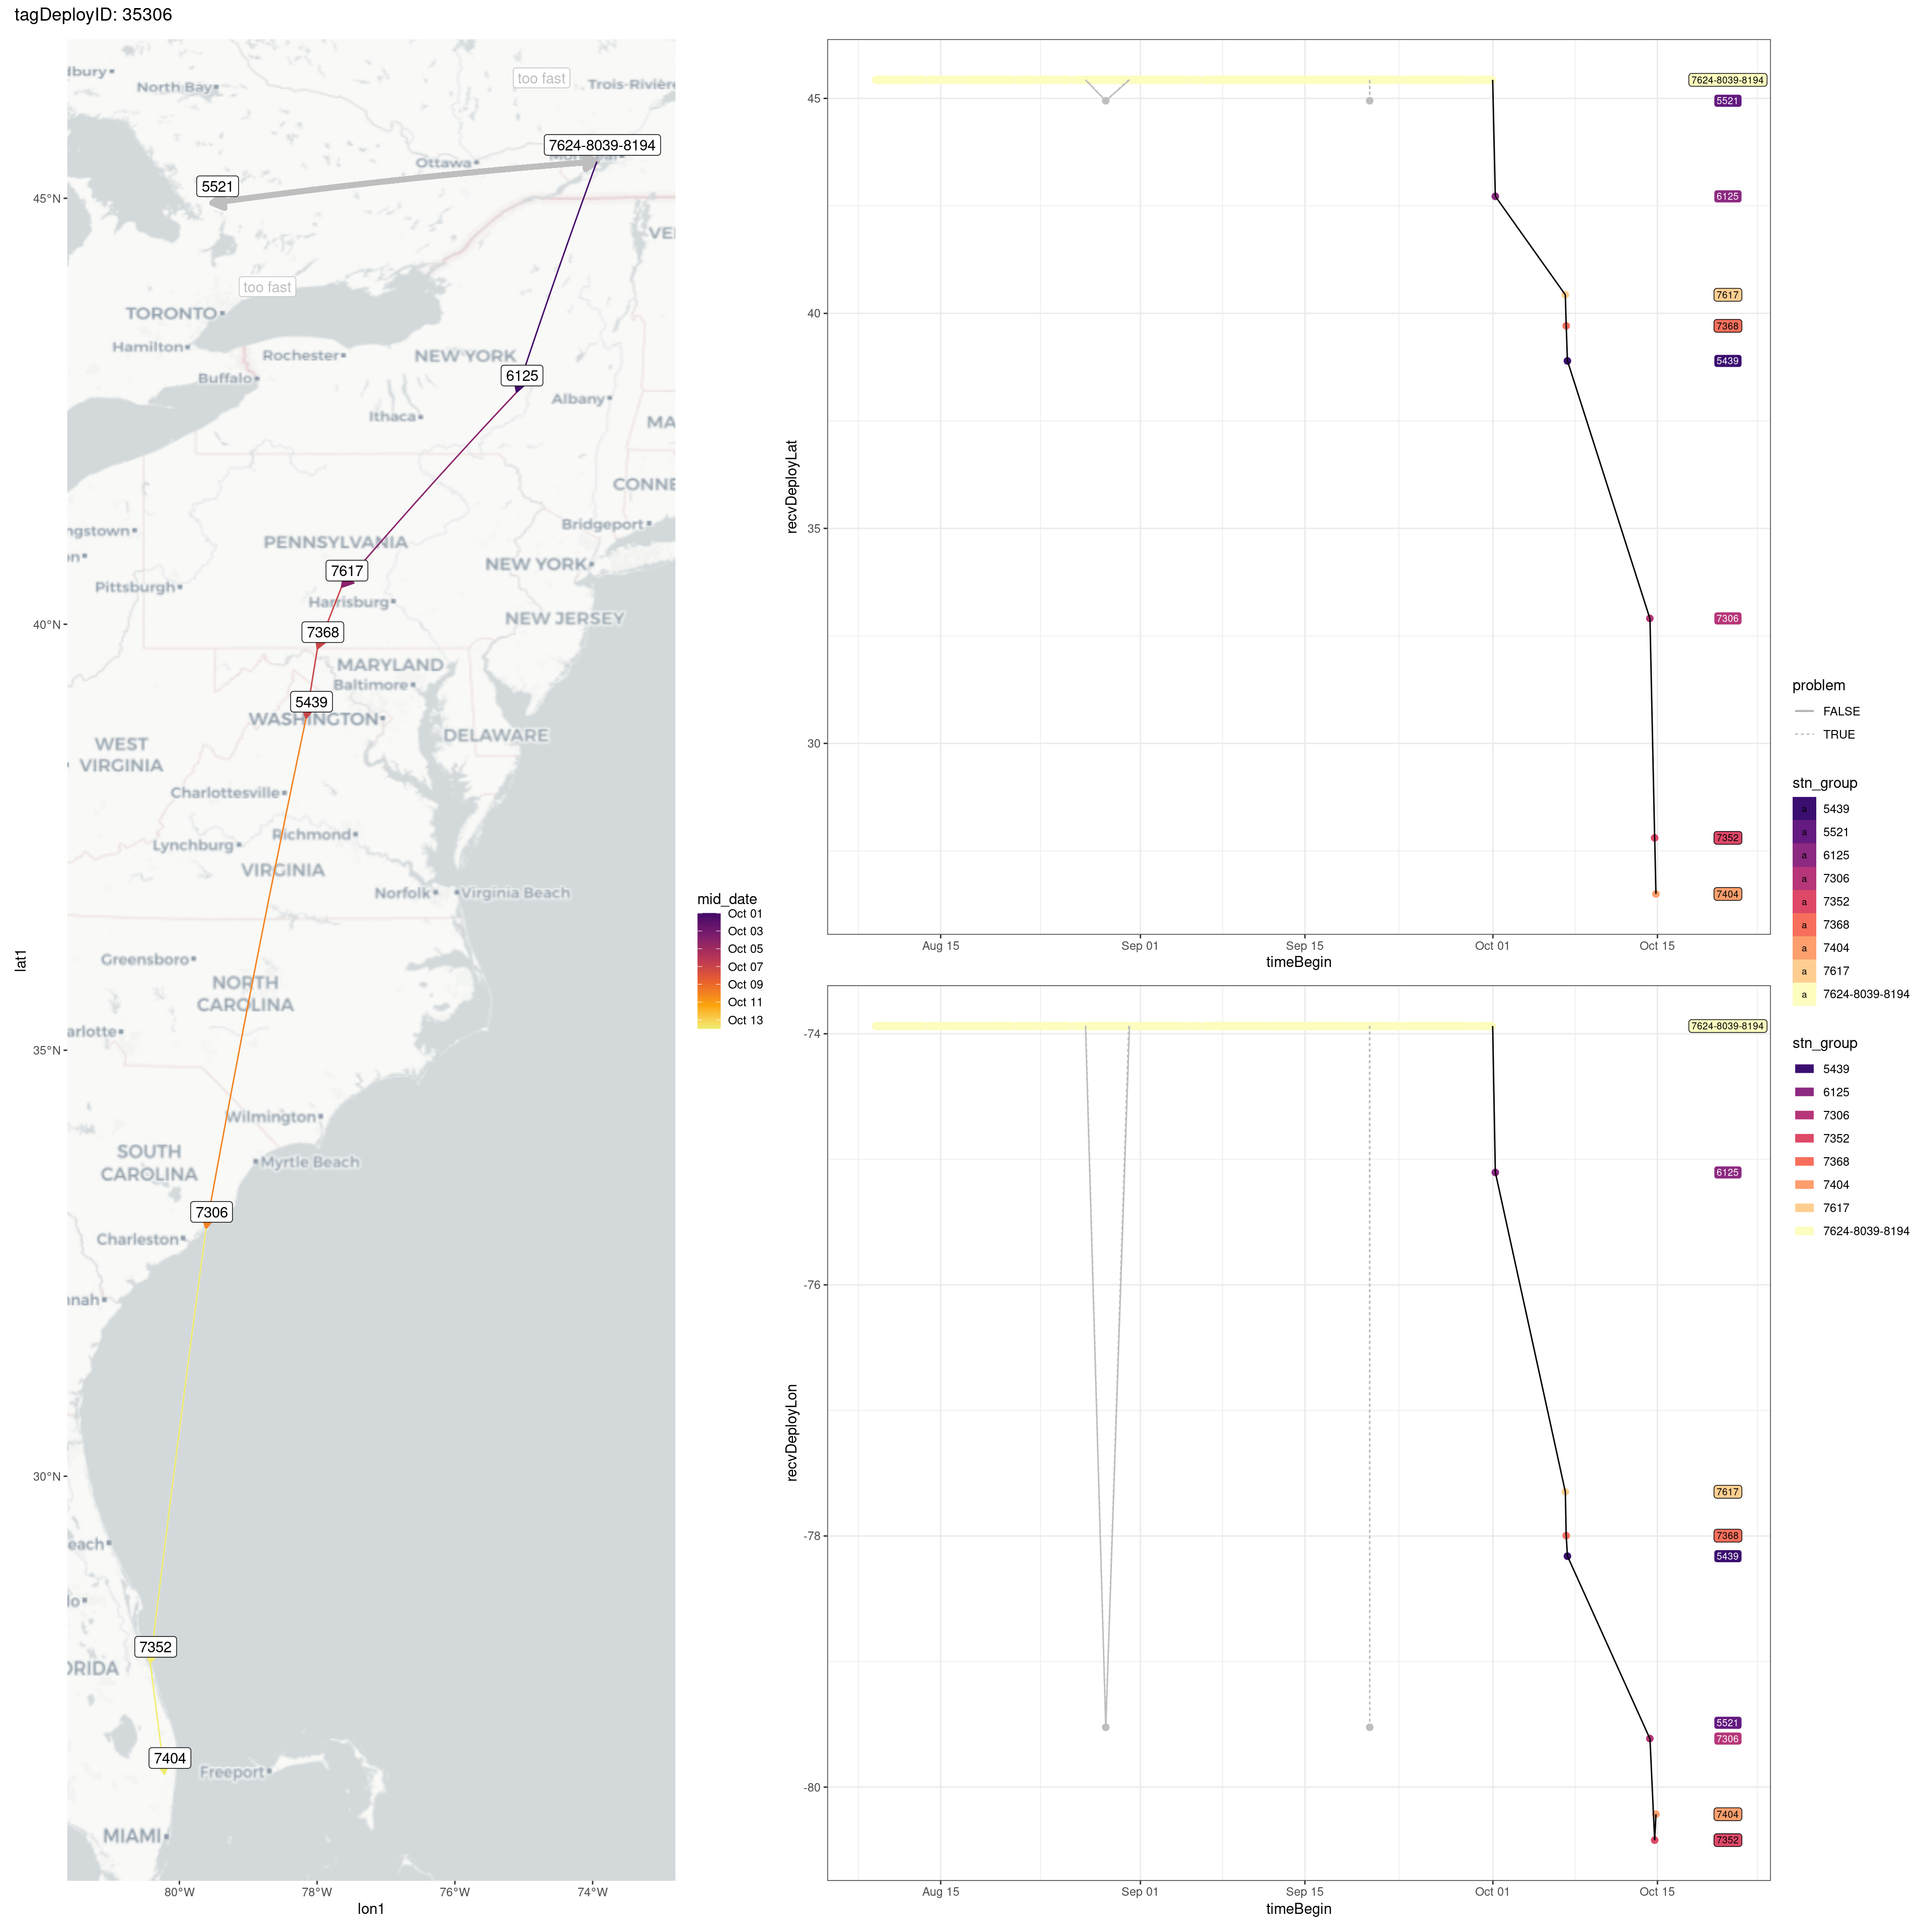 tagDeployID: 35306
lat1
45°N
40°N
35°N
30°N
lbury
North Bay
too fast
Trois-Rivière
7624-8039-8194
Ottawa
5521
VE
too fast
TORONTO
Hamilton
Rochester
NEW YORK
Buffalo
6125
Albany
Ithaca
MA
CONNE
ngstown
Bridgeport
on
PENNSYLVANIA
NEW YORK
7617
Pittsburgh
Harrisburg
NEW JERSEY
7368
MARYLAND
Baltimore
5439
WASHINGTON
DELAWARE
WEST
VIRGINIA
Charlottesville
Richmond
Lynchburg
VIRGINIA
Norfolk
Virginia Beach
Greensboro
NORTH
CAROLINA
arlotte
Wilmington
SOUTH
CAROLINA
Myrtle Beach
7306
Charleston
nnah
each
lo
7352
ORIDA
7404
Freeport
MIAMI
80°W
78°W
76°W
74°W
lon1
mid_date
Oct 01
Oct 03
Oct 05
Oct 07
Oct 09
Oct 11
Oct 13
recvDeployLat
45
40
35
30
7624-8039-8194
5521
6125
7617
7368
5439
7306
7352
7404
Aug 15
Sep 01
Sep 15
Oct 01
Oct 15
timeBegin
recvDeployLon
-74
-76
-78
-80
7624-8039-8194
6125
7617
7368
5439
5521
7306
7404
7352
Aug 15
Sep 01
Sep 15
Oct 01
Oct 15
timeBegin
problem
FALSE
TRUE
stn_group
a 5439
a 5521
a 6125
a 7306
a 7352
a 7368
a 7404
a 7617
a 7624-8039-8194
stn_group
5439
6125
7306
7352
7368
7404
7617
7624-8039-8194